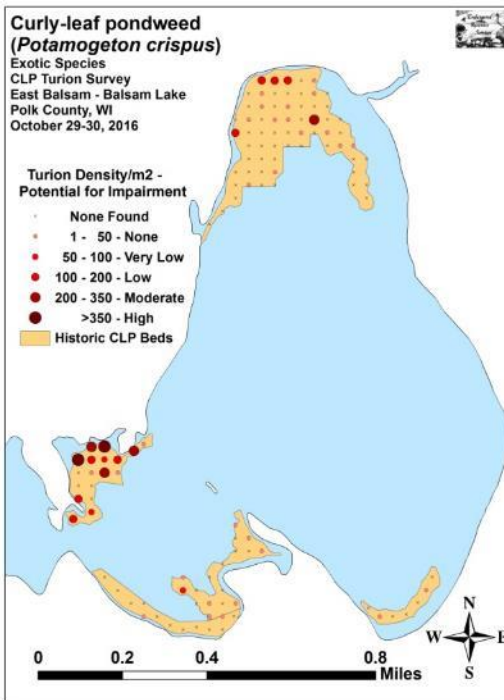 Curly-leaf pondweed
(Potamogeton crispus)
Exotic Species
CLP Turion Survey
East Balsam - Balsam Lake
Polk County, WI
October 29-30, 2016
Turion Density/m2 -
Potential for Impairment
None Found
1 - 50 - None
50 - 100 - Very Low
100 - 200 - Low
200 - 350 - Moderate
>350 - High
Historic CLP Beds
N
W E
S
0 0.2 0.4 0.8
Miles